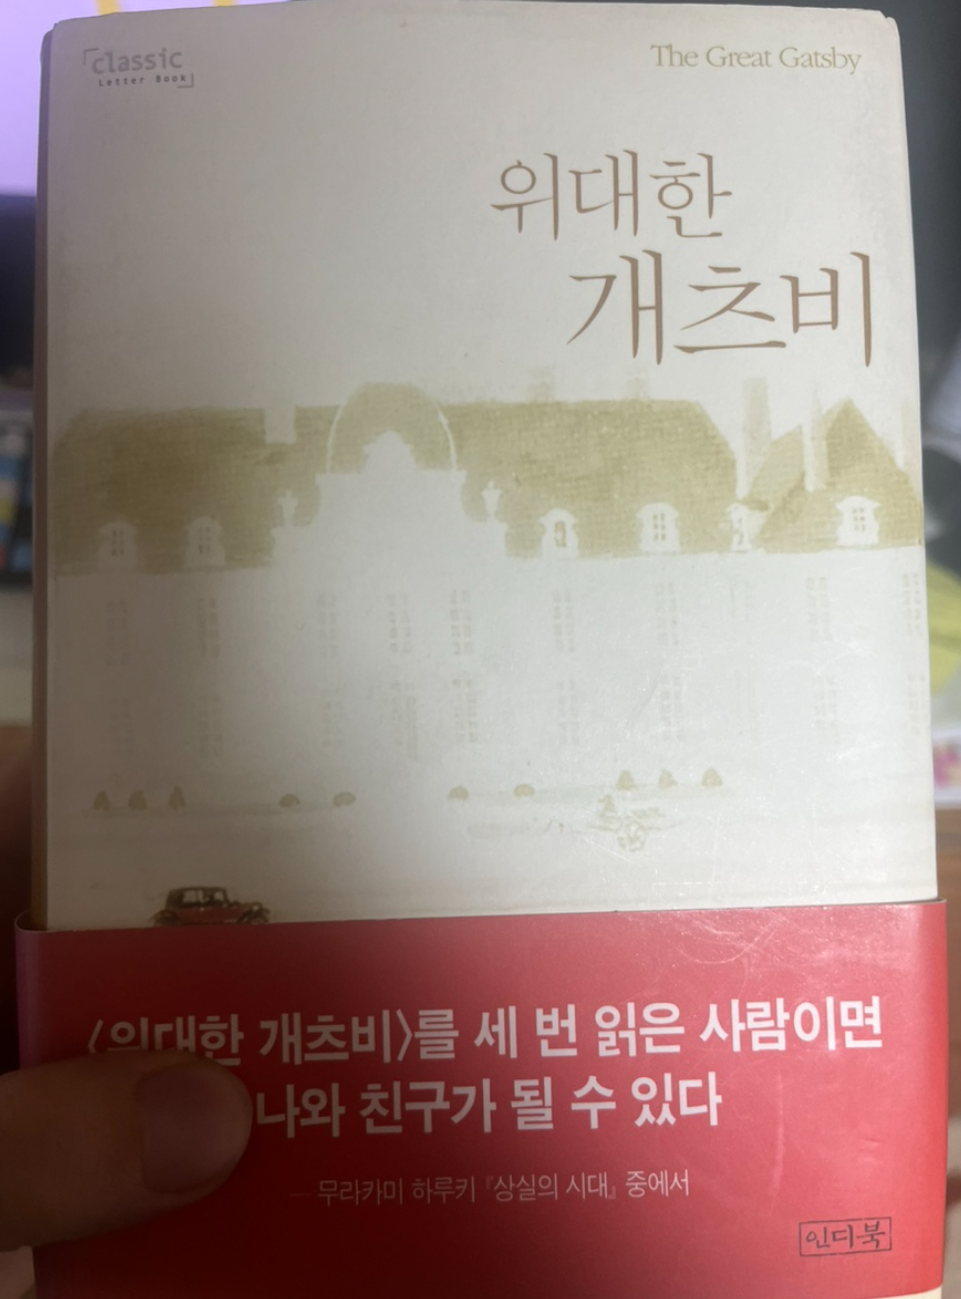 「classic
Letter Book」
The Great Gatsby
위대한
개츠비
〈위대한 개츠비〉를 세 번 읽은 사람이면
나와 친구가 될 수 있다
— 무라카미 하루키 『상실의 시대』 중에서
인디북